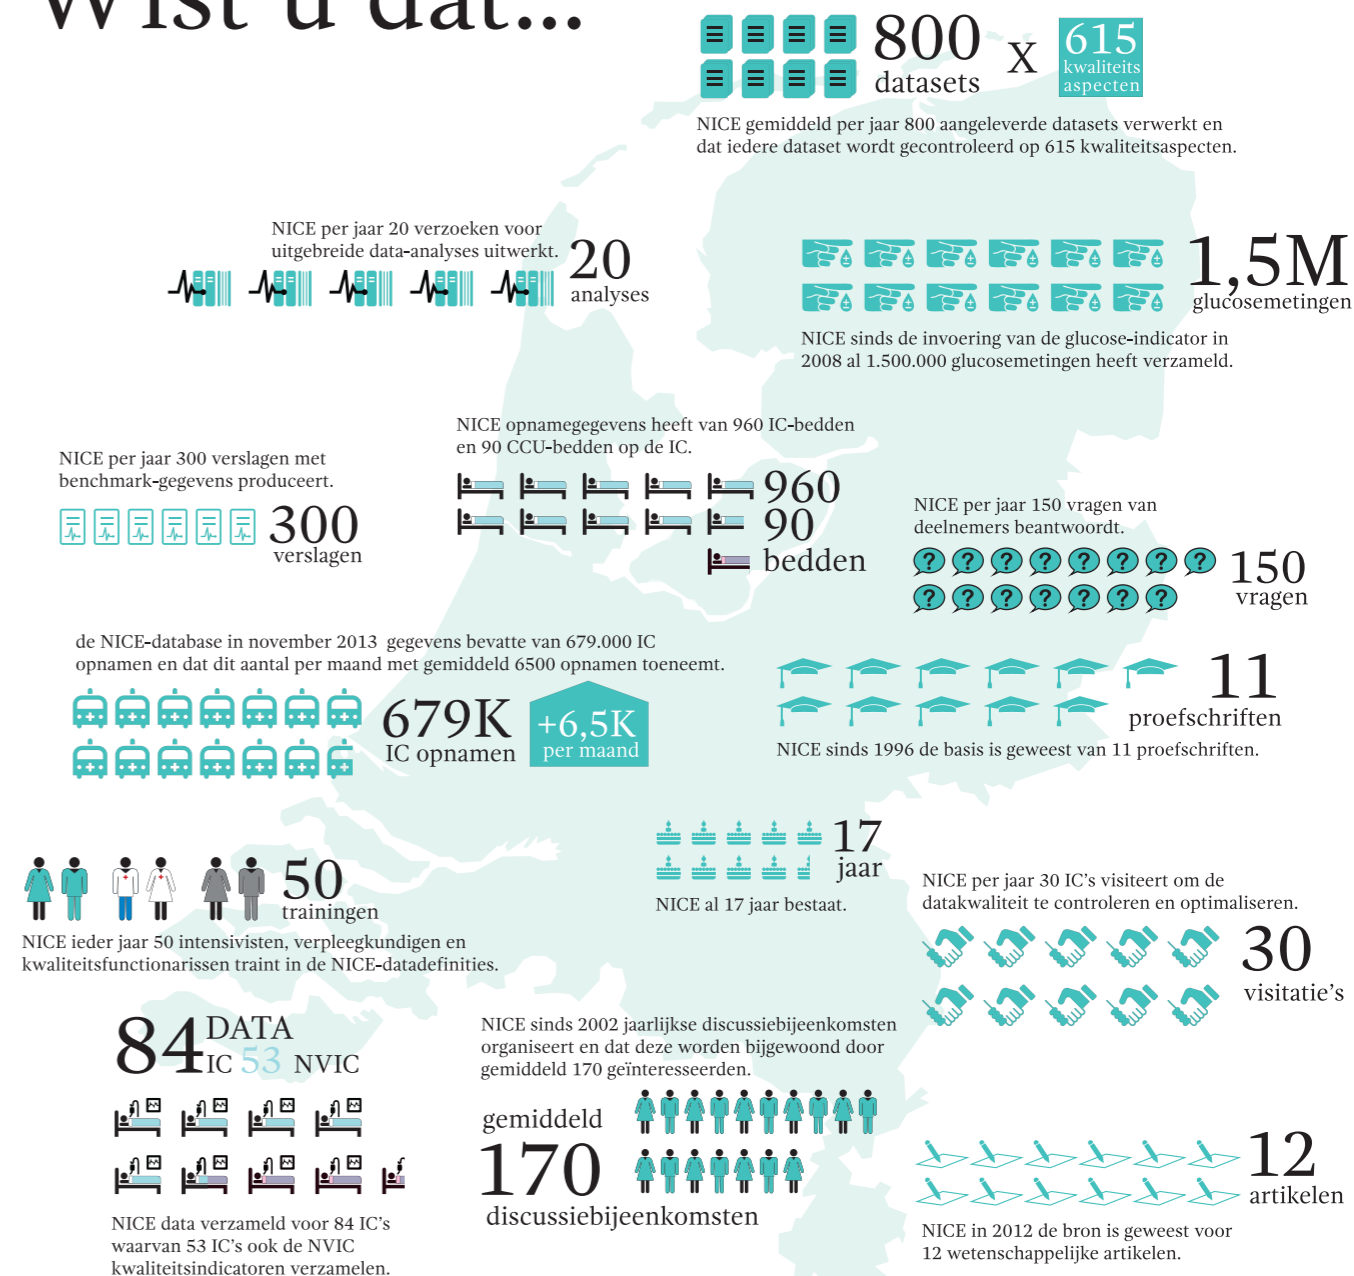 Wist u dat...
800
datasets
X
615
kwaliteits
aspecten
NICE gemiddeld per jaar 800 aangeleverde datasets verwerkt en
dat iedere dataset wordt gecontroleerd op 615 kwaliteitsaspecten.
NICE per jaar 20 verzoeken voor
uitgebreide data-analyses uitwerkt.
20
analyses
1,5M
glucosemetingen
NICE sinds de invoering van de glucose-indicator in
2008 al 1.500.000 glucosemetingen heeft verzameld.
NICE opnamegegevens heeft van 960 IC-bedden
en 90 CCU-bedden op de IC.
960
90
bedden
NICE per jaar 300 verslagen met
benchmark-gegevens produceert.
300
verslagen
NICE per jaar 150 vragen van
deelnemers beantwoordt.
150
vragen
de NICE-database in november 2013 gegevens bevatte van 679.000 IC
opnamen en dat dit aantal per maand met gemiddeld 6500 opnamen toeneemt.
679K
IC opnamen
+6,5K
per maand
11
proefschriften
NICE sinds 1996 de basis is geweest van 11 proefschriften.
17
jaar
NICE al 17 jaar bestaat.
50
trainingen
NICE ieder jaar 50 intensivisten, verpleegkundigen en
kwaliteitsfunctionarissen traint in de NICE-datadefinities.
NICE per jaar 30 IC's visiteert om de
datakwaliteit te controleren en optimaliseren.
30
visitatie's
84 DATA
IC 53 NVIC
NICE data verzameld voor 84 IC's
waarvan 53 IC's ook de NVIC
kwaliteitsindicatoren verzamelen.
NICE sinds 2002 jaarlijkse discussiebijeenkomsten
organiseert en dat deze worden bijgewoond door
gemiddeld 170 geïnteresseerden.
gemiddeld
170
discussiebijeenkomsten
12
artikelen
NICE in 2012 de bron is geweest voor
12 wetenschappelijke artikelen.